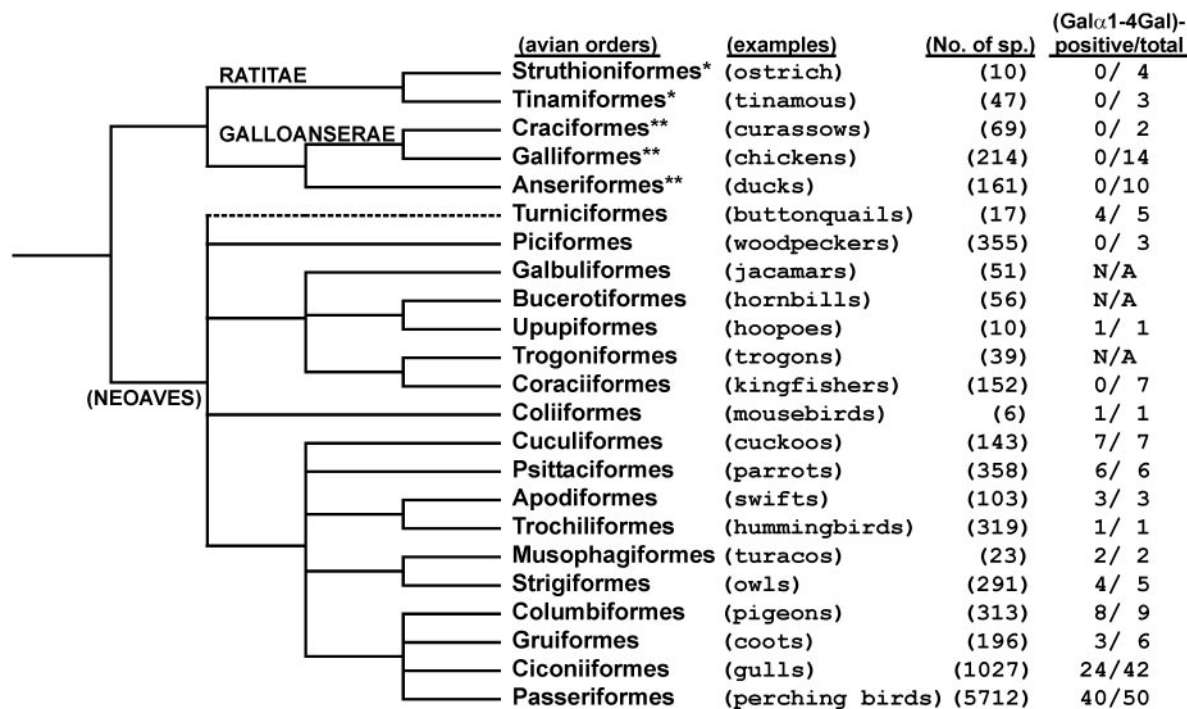 (Galα1-4Gal)-
(avian orders) (examples) (No. of sp.) positive/total
RATITAE
Struthioniformes* (ostrich) (10) 0/ 4
Tinamiformes* (tinamous) (47) 0/ 3
GALLOANSERAE
Craciformes** (curassows) (69) 0/ 2
Galliformes** (chickens) (214) 0/14
Anseriformes** (ducks) (161) 0/10
Turniciformes (buttonquails) (17) 4/ 5
Piciformes (woodpeckers) (355) 0/ 3
Galbuliformes (jacamars) (51) N/A
Bucerotiformes (hornbills) (56) N/A
Upupiformes (hoopoes) (10) 1/ 1
Trogoniformes (trogons) (39) N/A
Coraciiformes (kingfishers) (152) 0/ 7
(NEOAVES)
Coliiformes (mousebirds) (6) 1/ 1
Cuculiformes (cuckoos) (143) 7/ 7
Psittaciformes (parrots) (358) 6/ 6
Apodiformes (swifts) (103) 3/ 3
Trochiliformes (hummingbirds) (319) 1/ 1
Musophagiformes (turacos) (23) 2/ 2
Strigiformes (owls) (291) 4/ 5
Columbiformes (pigeons) (313) 8/ 9
Gruiformes (coots) (196) 3/ 6
Ciconiiformes (gulls) (1027) 24/42
Passeriformes (perching birds) (5712) 40/50